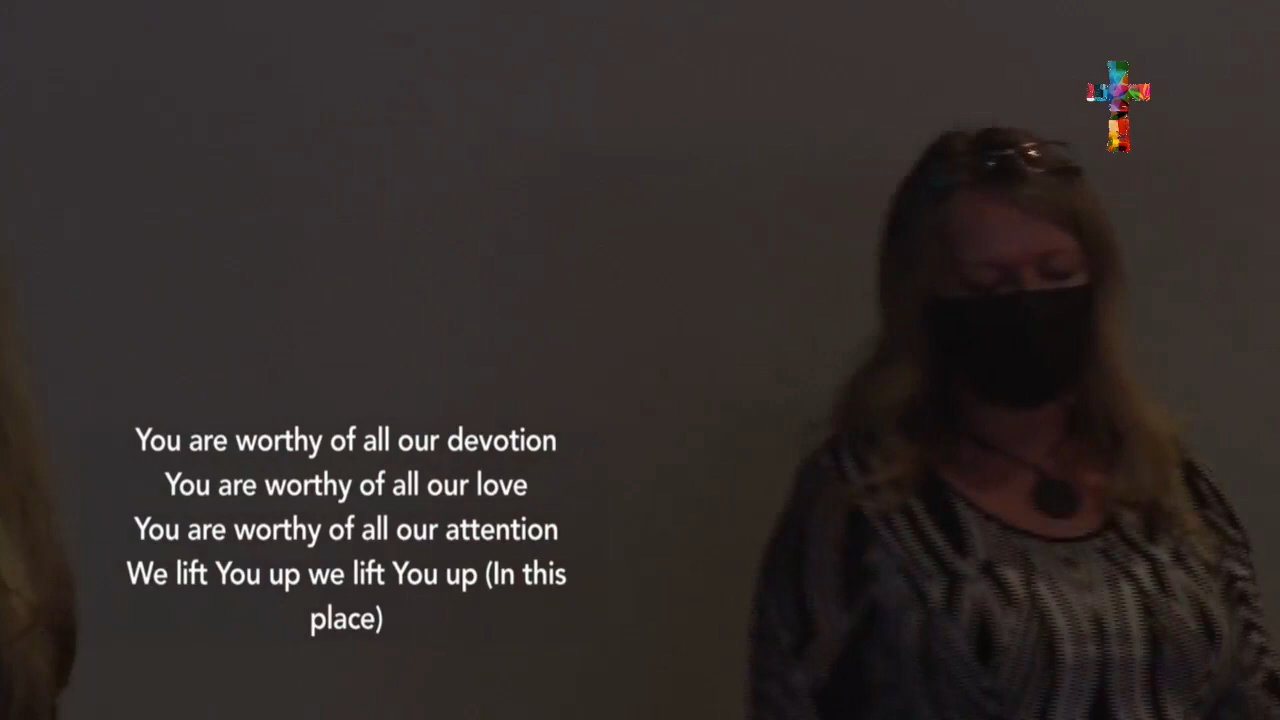 You are worthy of all our devotion
You are worthy of all our love
You are worthy of all our attention
We lift You up we lift You up (In this
place)